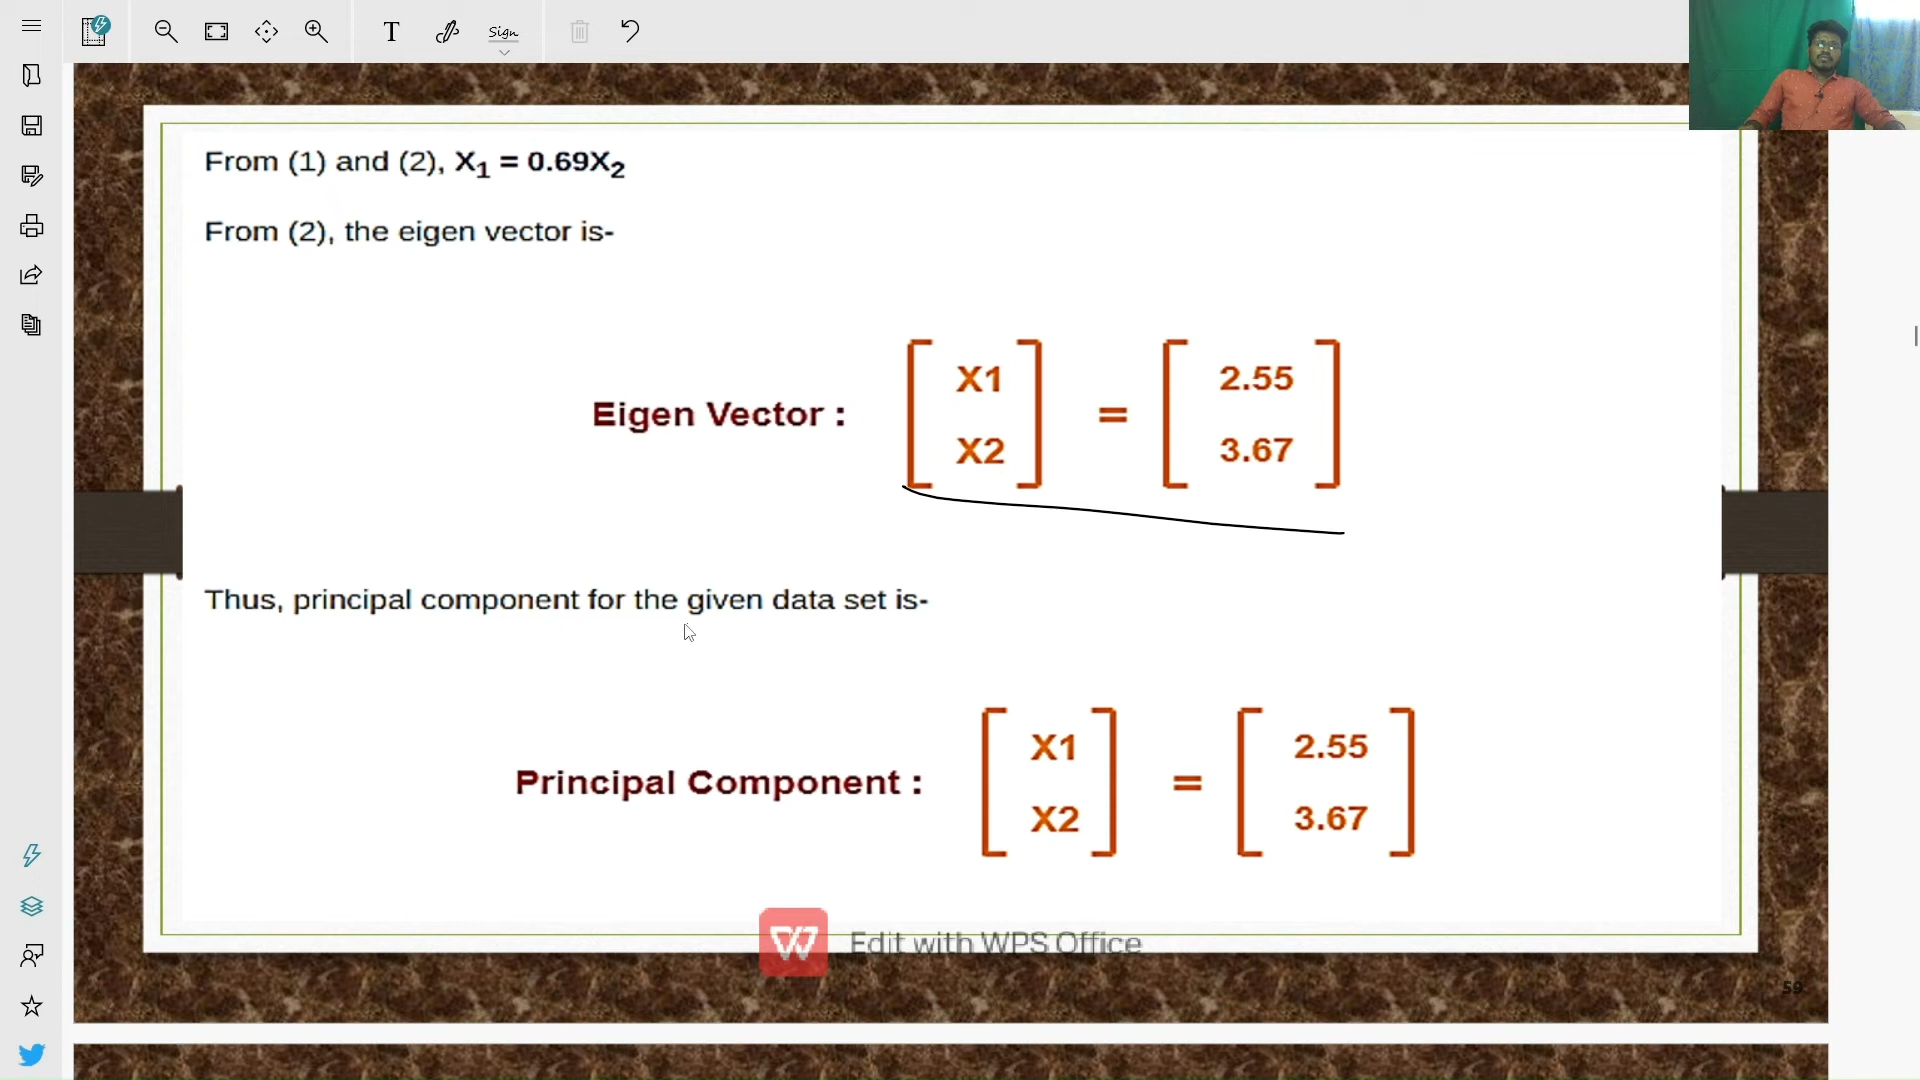 T
Sign
From (1) and (2), X₁ = 0.69X₂
From (2), the eigen vector is-
Eigen Vector : [ X1 X2 ] = [ 2.55 3.67 ]
Thus, principal component for the given data set is-
Principal Component : [ X1 X2 ] = [ 2.55 3.67 ]
W Edit with WPS Office
59